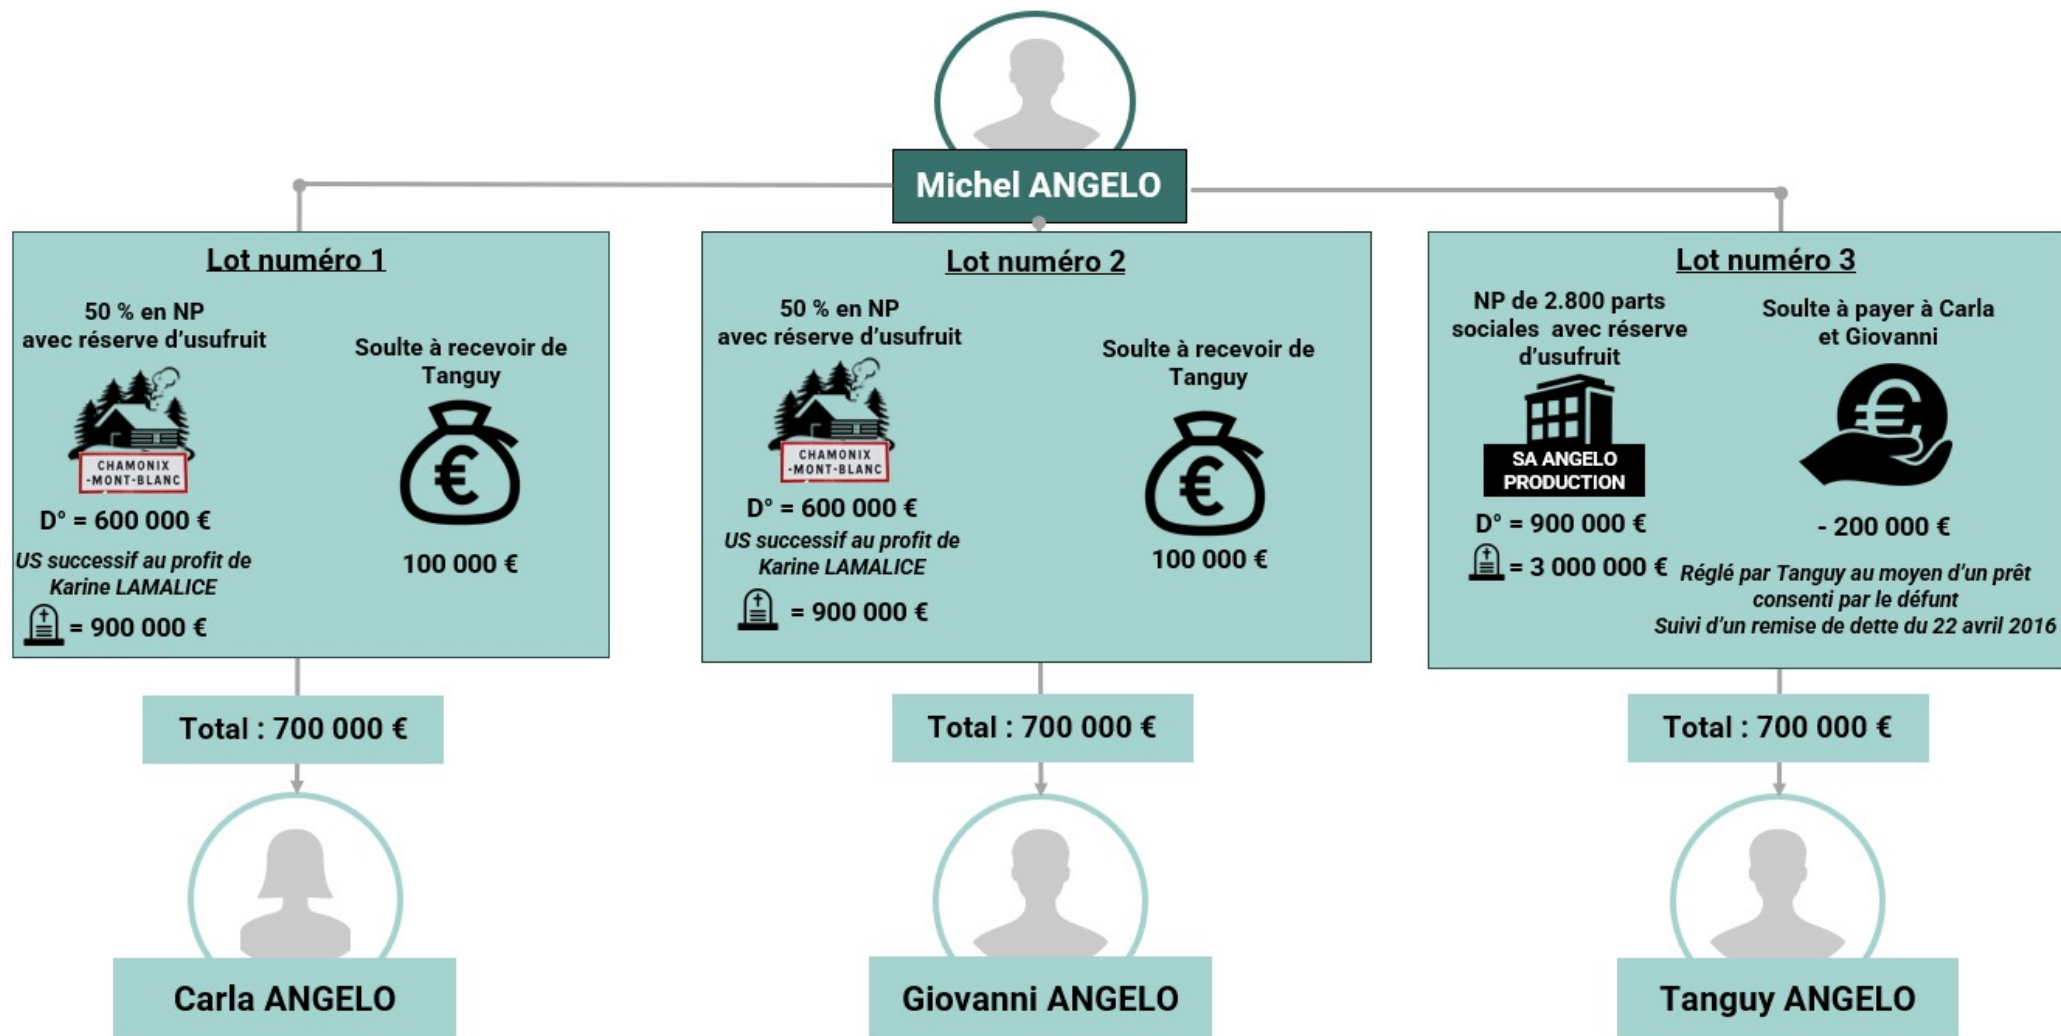 Michel ANGELO
Lot numéro 1
50 % en NP
avec réserve d'usufruit
CHAMONIX
-MONT-BLANC
D° = 600 000 €
US successif au profit de
Karine LAMALICE
= 900 000 €
Soulte à recevoir de
Tanguy
€
100 000 €
Total : 700 000 €
Carla ANGELO
Lot numéro 2
50 % en NP
avec réserve d'usufruit
CHAMONIX
-MONT-BLANC
D° = 600 000 €
US successif au profit de
Karine LAMALICE
= 900 000 €
Soulte à recevoir de
Tanguy
€
100 000 €
Total : 700 000 €
Giovanni ANGELO
Lot numéro 3
NP de 2.800 parts
sociales avec réserve
d'usufruit
SA ANGELO
PRODUCTION
D° = 900 000 €
= 3 000 000 €
Soulte à payer à Carla
et Giovanni
€
- 200 000 €
Réglé par Tanguy au moyen d'un prêt
consenti par le défunt
Suivi d'un remise de dette du 22 avril 2016
Total : 700 000 €
Tanguy ANGELO